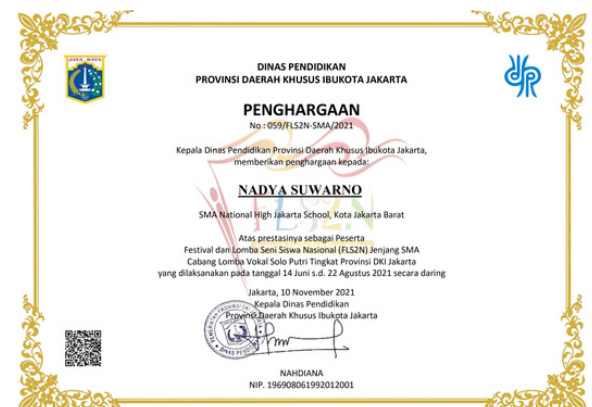 JAYA RAYA
DINAS PENDIDIKAN
PROVINSI DAERAH KHUSUS IBUKOTA JAKARTA
PENGHARGAAN
No : 059/FLS2N-SMA/2021
Kepala Dinas Pendidikan Provinsi Daerah Khusus Ibukota Jakarta,
memberikan penghargaan kepada:
NADYA SUWARNO
FLS2N
SMA National High Jakarta School, Kota Jakarta Barat
Atas prestasinya sebagai Peserta
Festival dan Lomba Seni Siswa Nasional (FLS2N) Jenjang SMA
Cabang Lomba Vokal Solo Putri Tingkat Provinsi DKI Jakarta
yang dilaksanakan pada tanggal 14 Juni s.d. 22 Agustus 2021 secara daring
Jakarta, 10 November 2021
Kepala Dinas Pendidikan
Provinsi Daerah Khusus Ibukota Jakarta
NAHDIANA
NIP. 196908061992012001